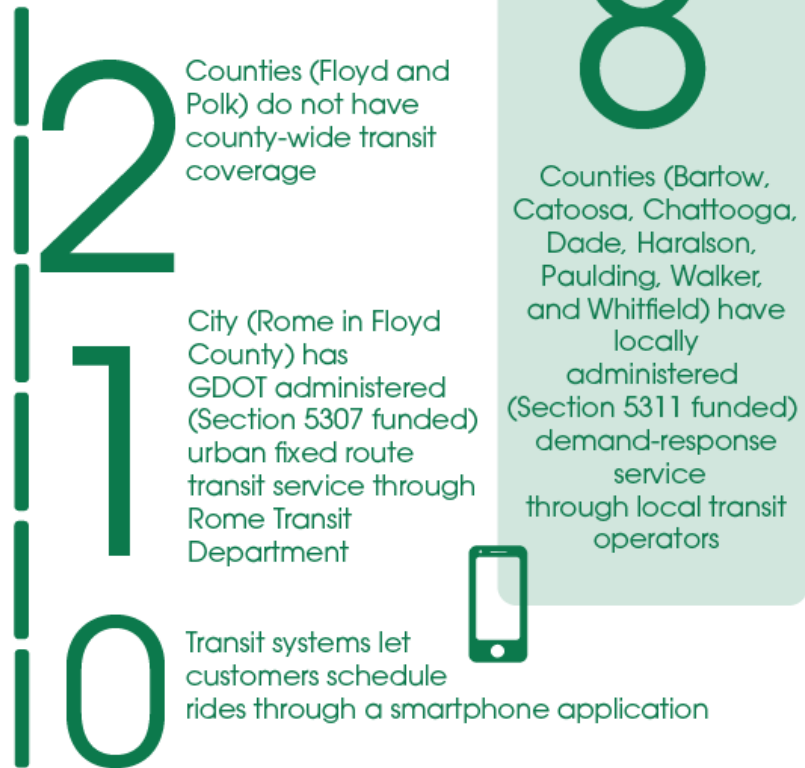 2
Counties (Floyd and
Polk) do not have
county-wide transit
coverage
1
City (Rome in Floyd
County) has
GDOT administered
(Section 5307 funded)
urban fixed route
transit service through
Rome Transit
Department
0
Transit systems let
customers schedule
rides through a smartphone application
8
Counties (Bartow,
Catoosa, Chattooga,
Dade, Haralson,
Paulding, Walker,
and Whitfield) have
locally
administered
(Section 5311 funded)
demand-response
service
through local transit
operators